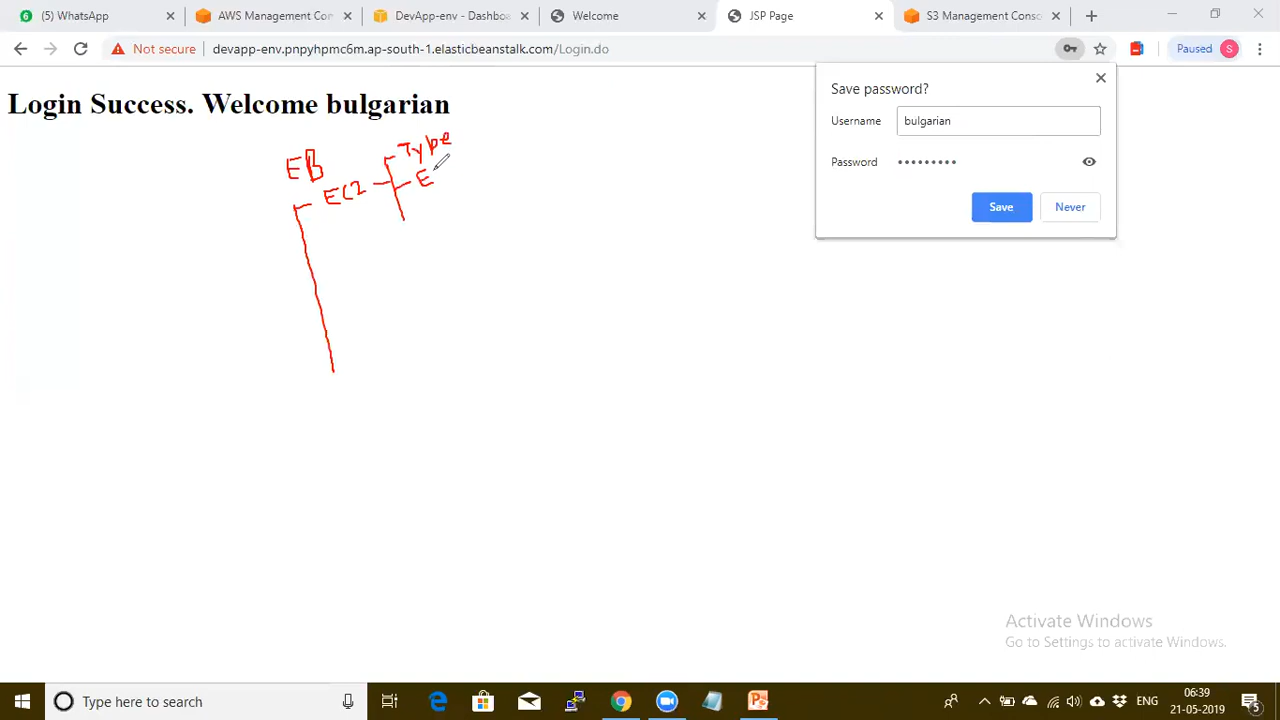 WhatsApp
AWS Management Con
DevApp-env - Dashboa
Welcome
JSP Page
S3 Management Conso
Not secure
devapp-env.pnpyhpmc6m.ap-south-1.elasticbeanstalk.com/Login.do
Paused
S
Login Success. Welcome bulgarian
Save password?
Username
bulgarian
Password
•••••••••
Save
Never
EB
Type
EC2
E
Activate Windows
Go to Settings to activate Windows.
Type here to search
ENG
06:39
21-05-2019
5